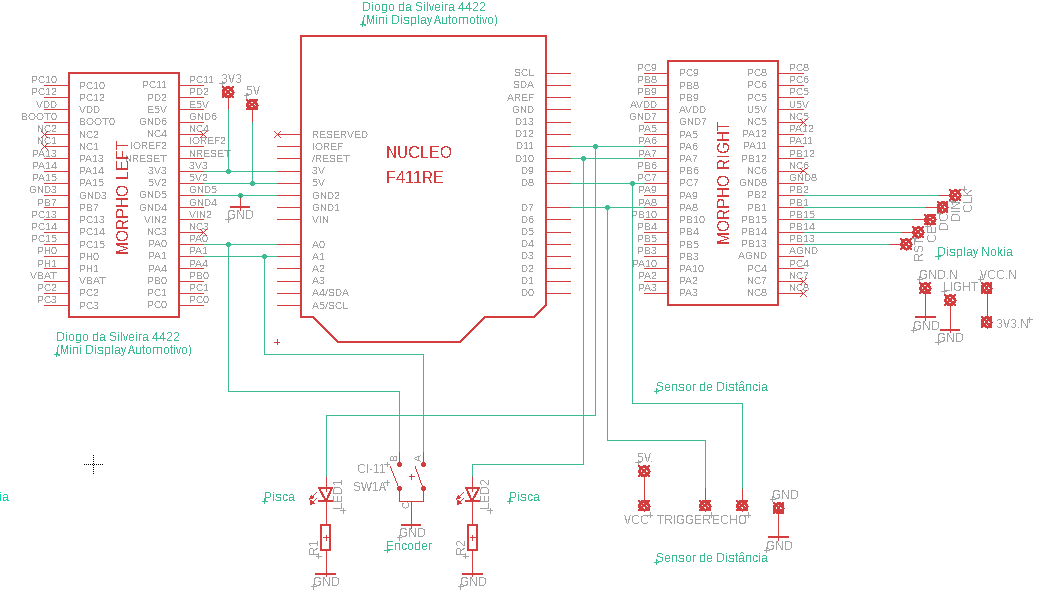 Diogo da Silveira 4422
(Mini Display Automotivo)
PC10
PC12
VDD
BOOT0
NC2
NC1
PA13
PA14
PA15
GND3
PB7
PC13
PC14
PC15
PH0
PH1
VBAT
PC2
PC3
PC10
PC12
VDD
BOOT0
NC2
NC1
PA13
PA14
PA15
GND3
PB7
PC13
PC14
PC15
PH0
PH1
VBAT
PC2
PC3
MORPHO LEFT
PC11
PD2
E5V
GND6
NC4
IOREF2
NRESET
3V3
5V2
GND5
GND4
VIN2
NC3
PA0
PA1
PA4
PB0
PC1
PC0
PC11
PD2
E5V
GND6
NC4
IOREF2
NRESET
3V3
5V2
GND5
GND4
VIN2
NC3
PA0
PA1
PA4
PB0
PC1
PC0
3V3
5V
GND
Diogo da Silveira 4422
(Mini Display Automotivo)
RESERVED
IOREF
/RESET
3V
5V
GND2
GND1
VIN
A0
A1
A2
A3
A4/SDA
A5/SCL
NUCLEO
F411RE
SCL
SDA
AREF
GND
D13
D12
D11
D10
D9
D8
D7
D6
D5
D4
D3
D2
D1
D0
PC9
PB8
PB9
AVDD
GND7
PA5
PA6
PA7
PB6
PC7
PA9
PA8
PB10
PB4
PB5
PB3
PA10
PA2
PA3
PC9
PB8
PB9
AVDD
GND7
PA5
PA6
PA7
PB6
PC7
PA9
PA8
PB10
PB4
PB5
PB3
PA10
PA2
PA3
MORPHO RIGHT
PC8
PC6
PC5
U5V
NC5
PA12
PA11
PB12
NC6
GND8
PB2
PB1
PB15
PB14
PB13
AGND
PC4
NC7
NC8
PC8
PC6
PC5
U5V
NC5
PA12
PA11
PB12
NC6
GND8
PB2
PB1
PB15
PB14
PB13
AGND
PC4
NC7
NC8
CLK
DIN
DC
CE
RST
Display Nokia
GND.N
LIGHT
VCC.N
GND
GND
3V3.N
Sensor de Distância
5V
VCC
TRIGGER
ECHO
GND
GND
Sensor de Distância
Pisca
LED1
R1
GND
CI-11
SW1A
B
A
C
GND
Encoder
LED2
Pisca
R2
GND